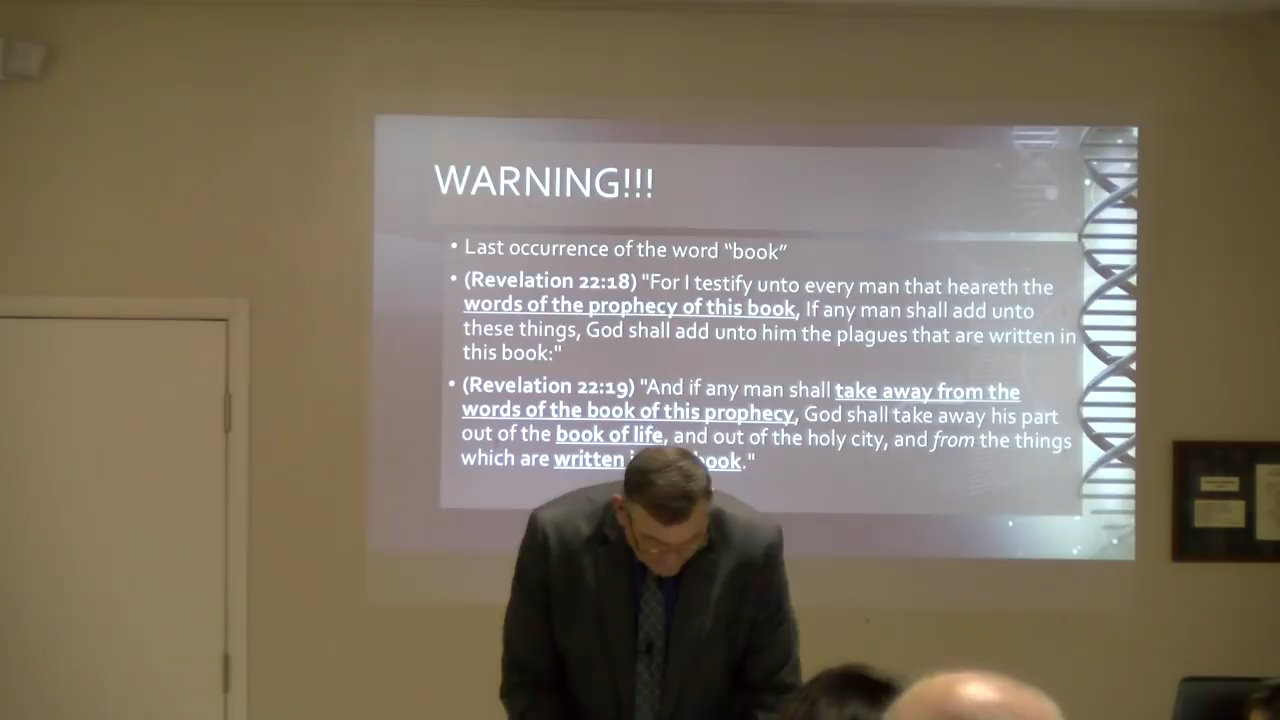 WARNING!!!
• Last occurrence of the word “book”
• (Revelation 22:18) "For I testify unto every man that heareth the
words of the prophecy of this book, If any man shall add unto
these things, God shall add unto him the plagues that are written in
this book:"
• (Revelation 22:19) "And if any man shall take away from the
words of the book of this prophecy, God shall take away his part
out of the book of life, and out of the holy city, and from the things
which are written book."